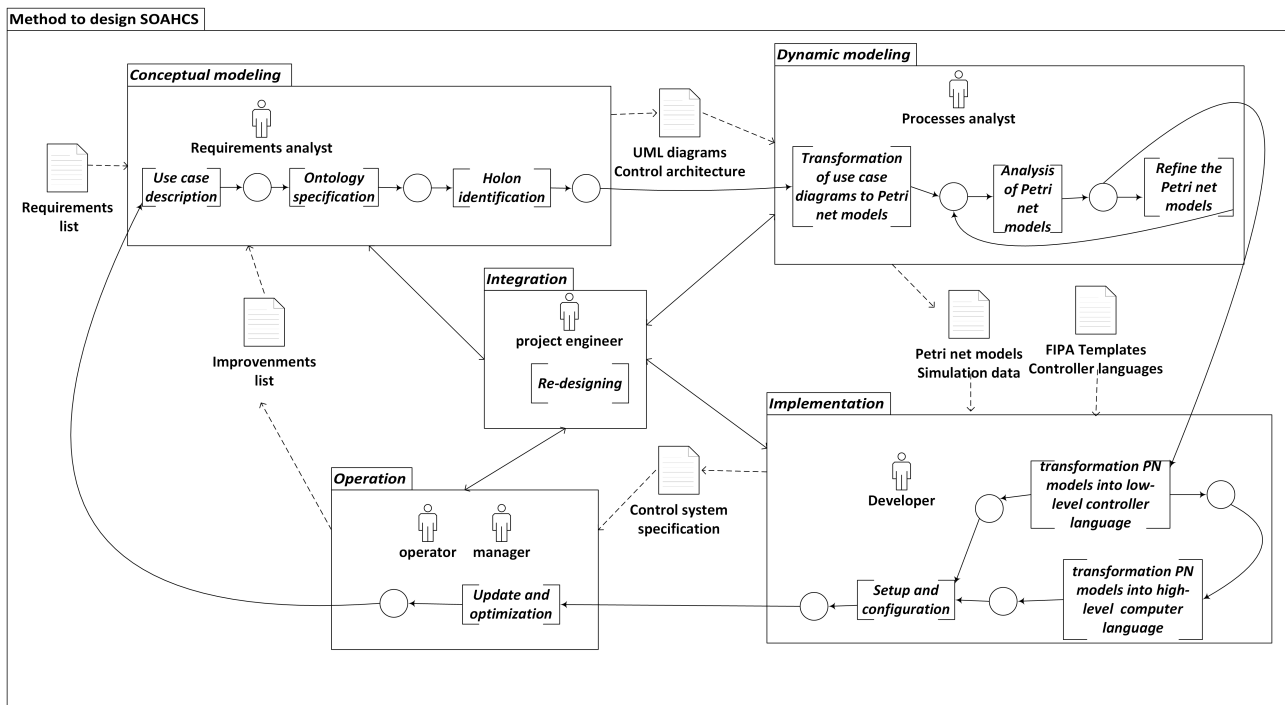 Method to design SOAHCS
Conceptual modeling
Requirements analyst
Use case
description
Ontology
specification
Holon
identification
Requirements
list
UML diagrams
Control architecture
Dynamic modeling
Processes analyst
Transformation
of use case
diagrams to Petri
net models
Analysis
of Petri
net
models
Refine the
Petri net
models
Integration
project engineer
Re-designing
Improvenments
list
Petri net models
Simulation data
FIPA Templates
Controller languages
Implementation
Developer
transformation PN
models into low-
level controller
language
transformation PN
models into high-
level computer
language
Setup and
configuration
Control system
specification
Operation
operator
manager
Update and
optimization